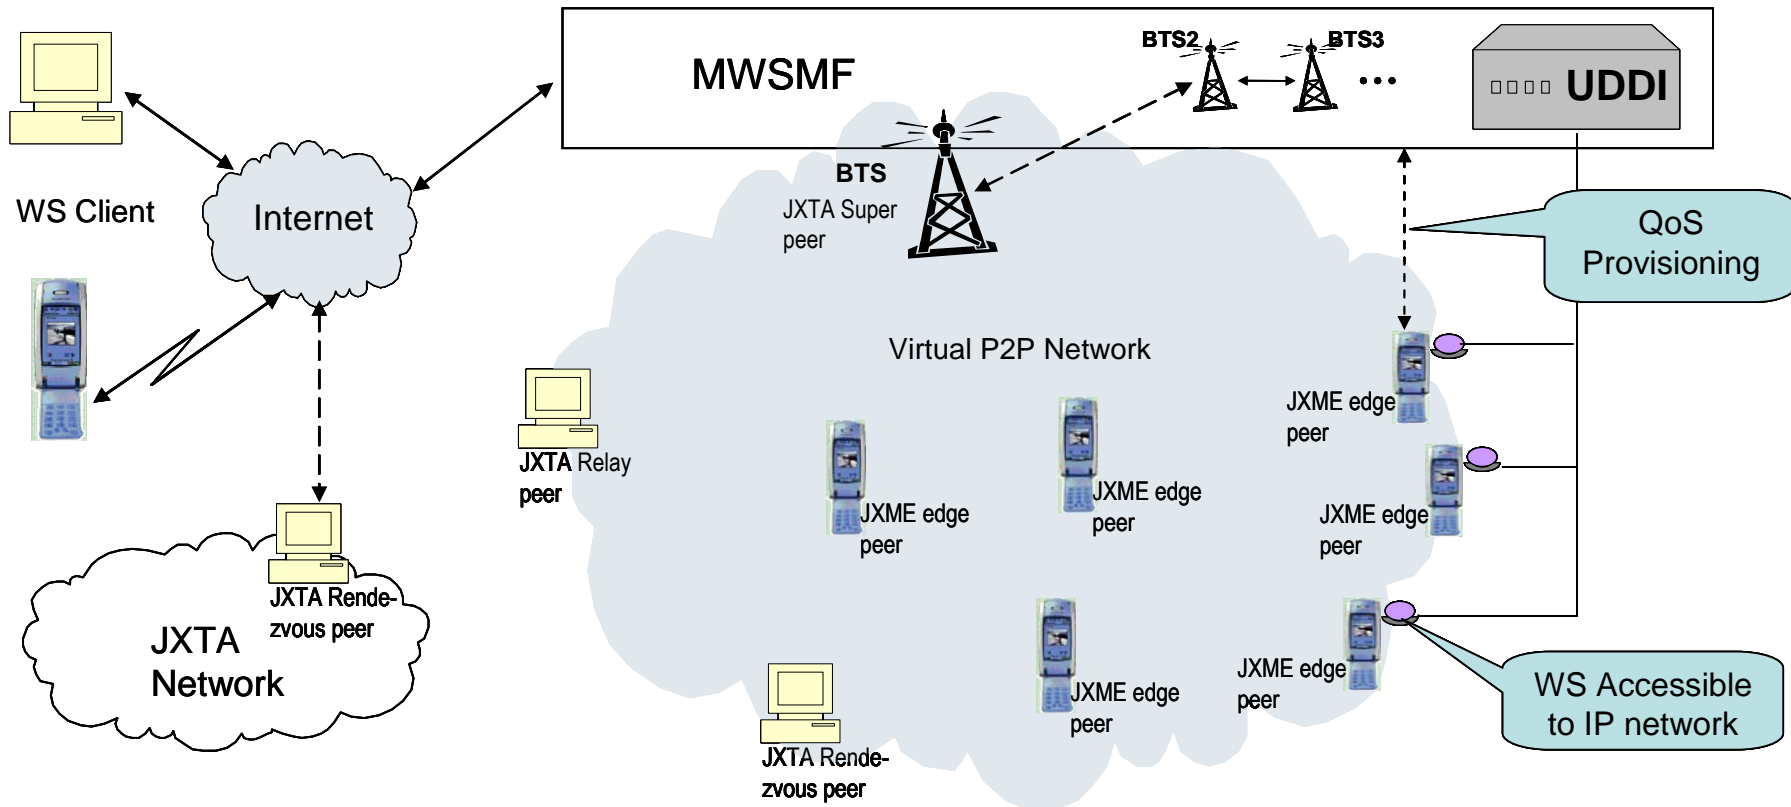 BTS2
BTS3
MWSMF
UDDI
BTS
JXTA Super
peer
WS Client
Internet
QoS
Provisioning
Virtual P2P Network
JXME edge
peer
JXTA Relay
peer
JXME edge
peer
JXME edge
peer
JXME edge
peer
JXTA Rende-
zvous peer
JXTA
Network
JXME edge
peer
JXME edge
peer
WS Accessible
to IP network
JXTA Rende-
zvous peer